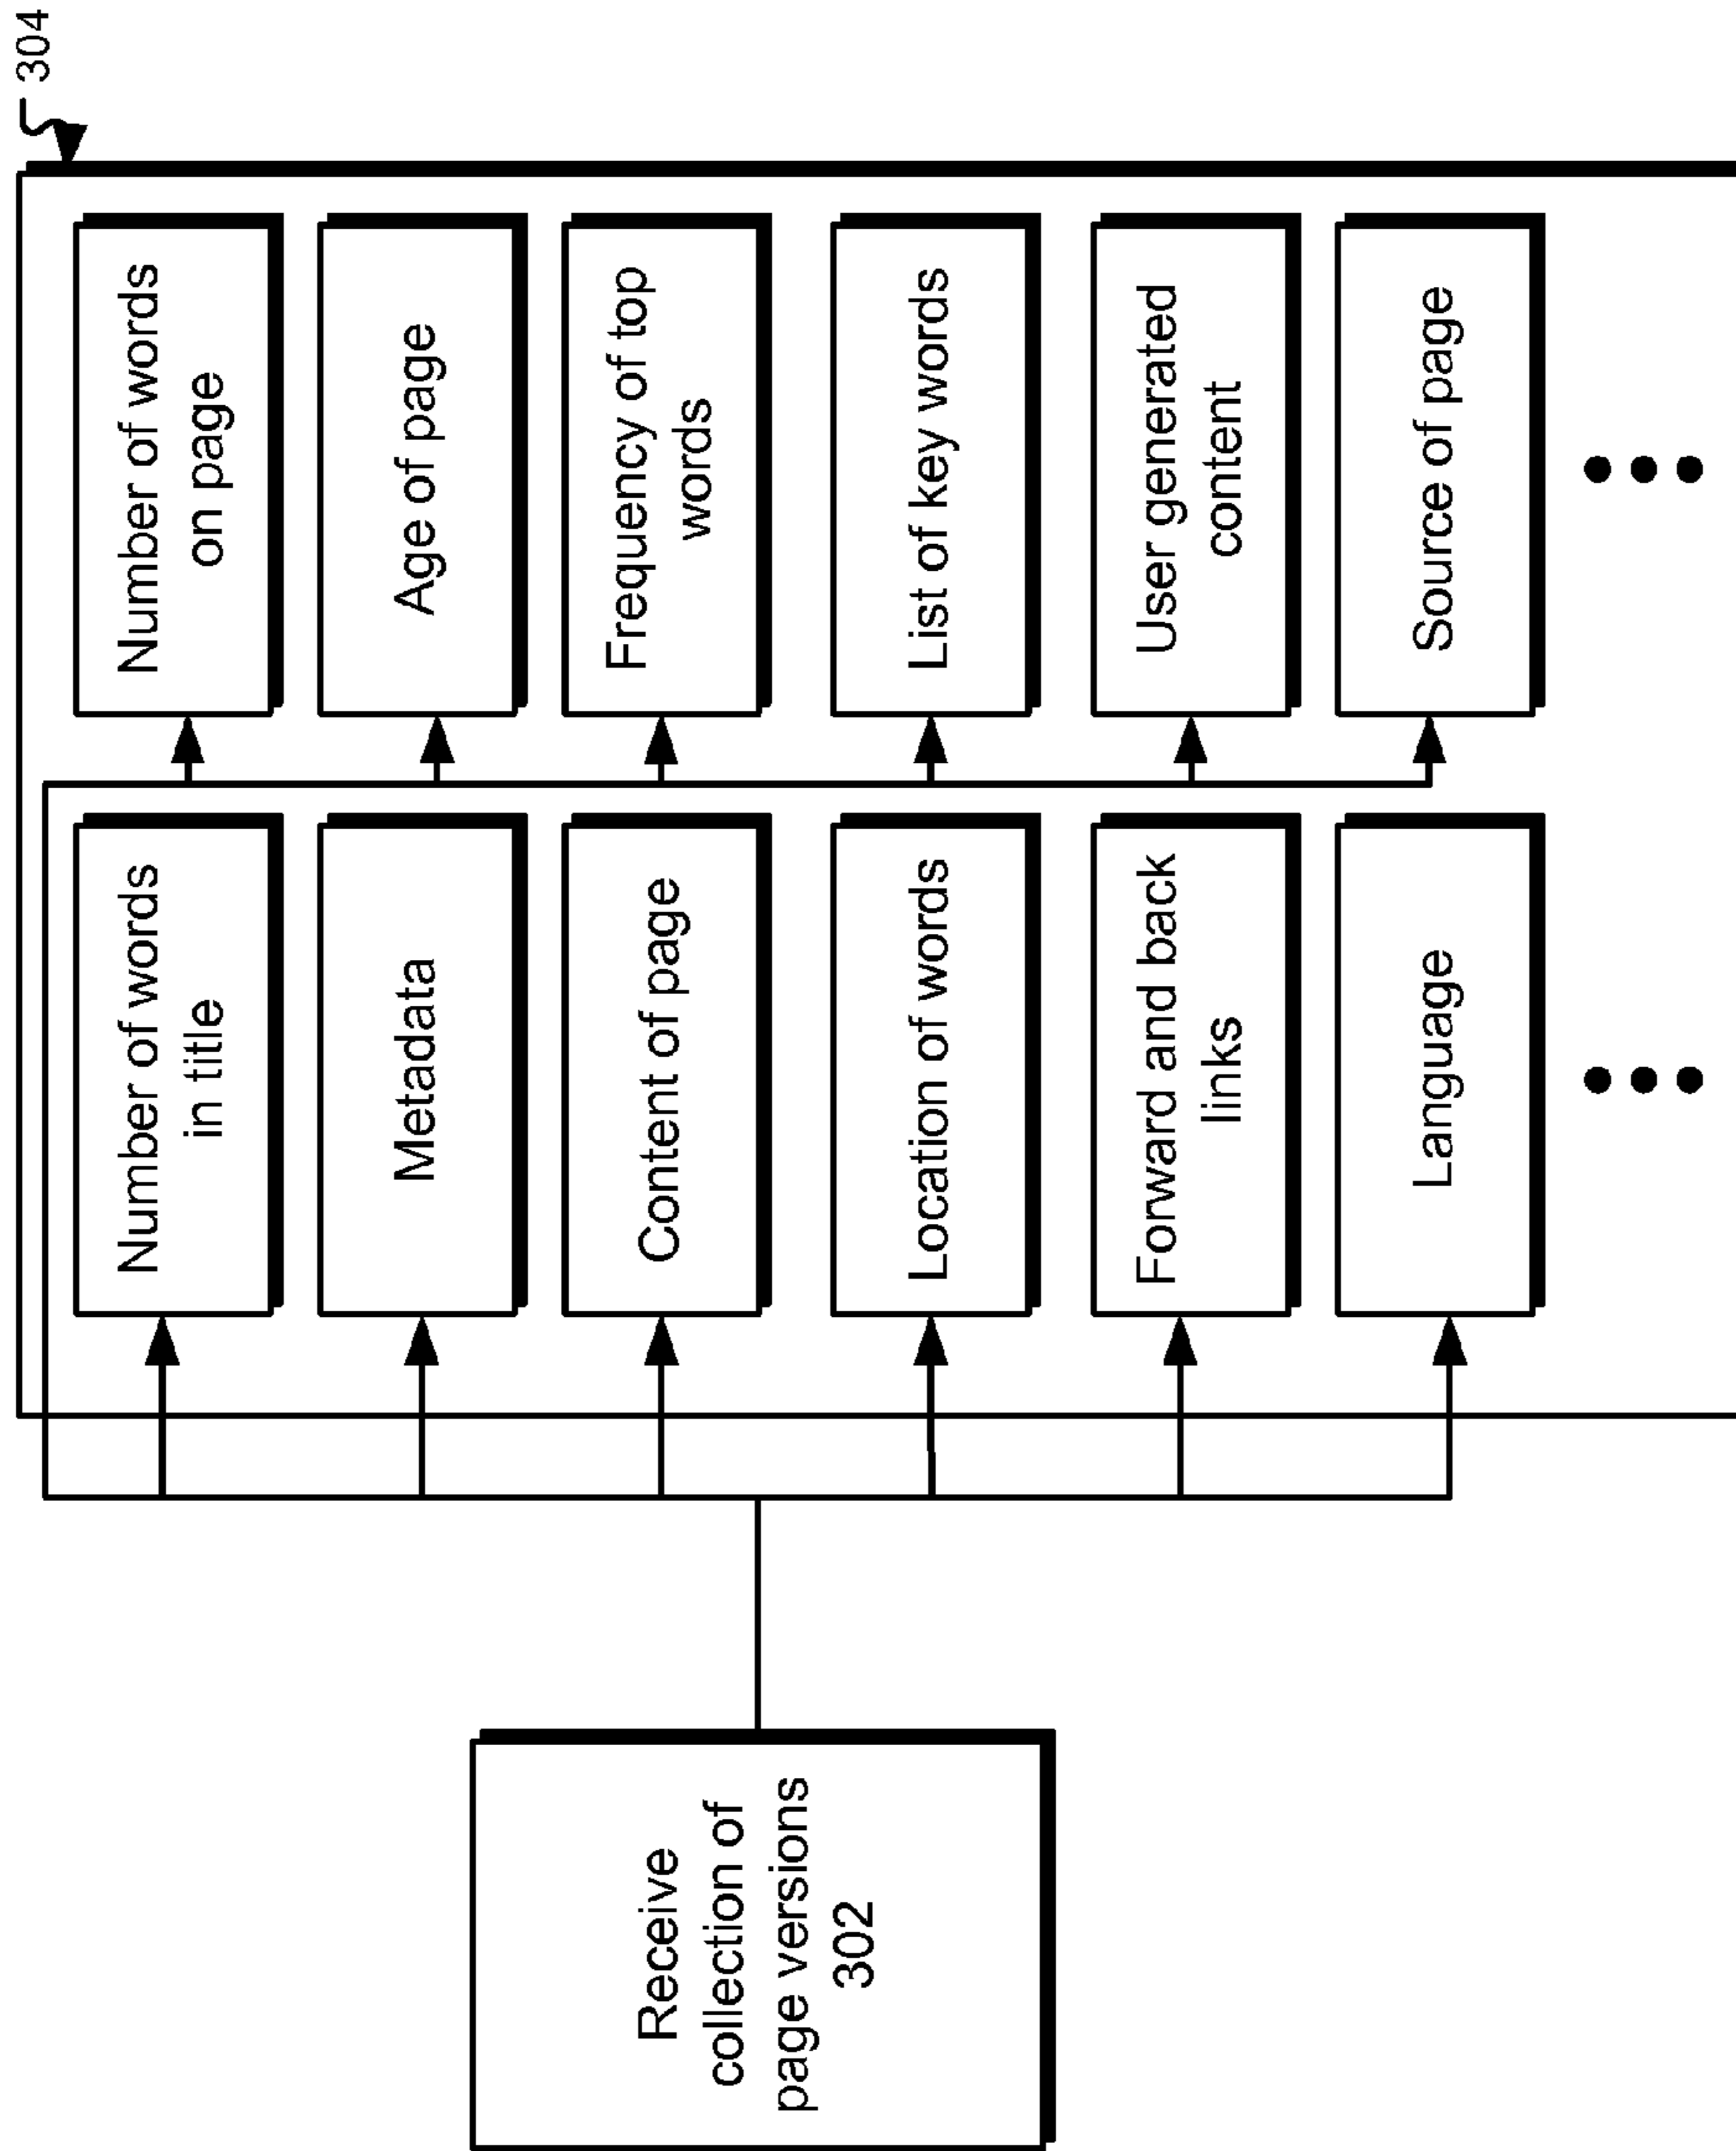 304
Receive
collection of
page versions
302
Number of words
in title
Number of words
on page
Metadata
Age of page
Content of page
Frequency of top
words
Location of words
List of key words
Forward and back
links
User generated
content
Language
Source of page